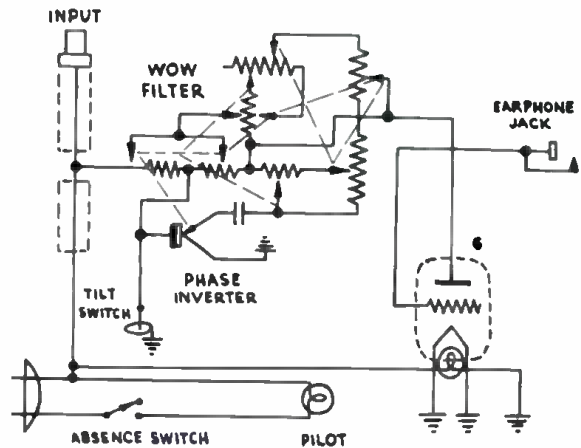 INPUT
WOW
FILTER
EARPHONE
JACK
6
PHASE
INVERTER
TILT
SWITCH
ABSENCE SWITCH
PILOT